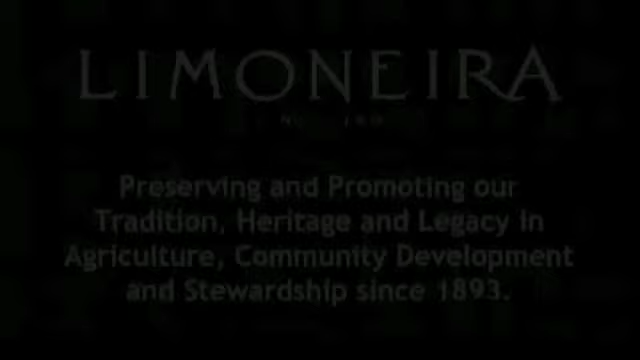 LIMONEIRA
Preserving and Promoting our
Tradition, Heritage and Legacy in
Agriculture, Community Development
and Stewardship since 1893.